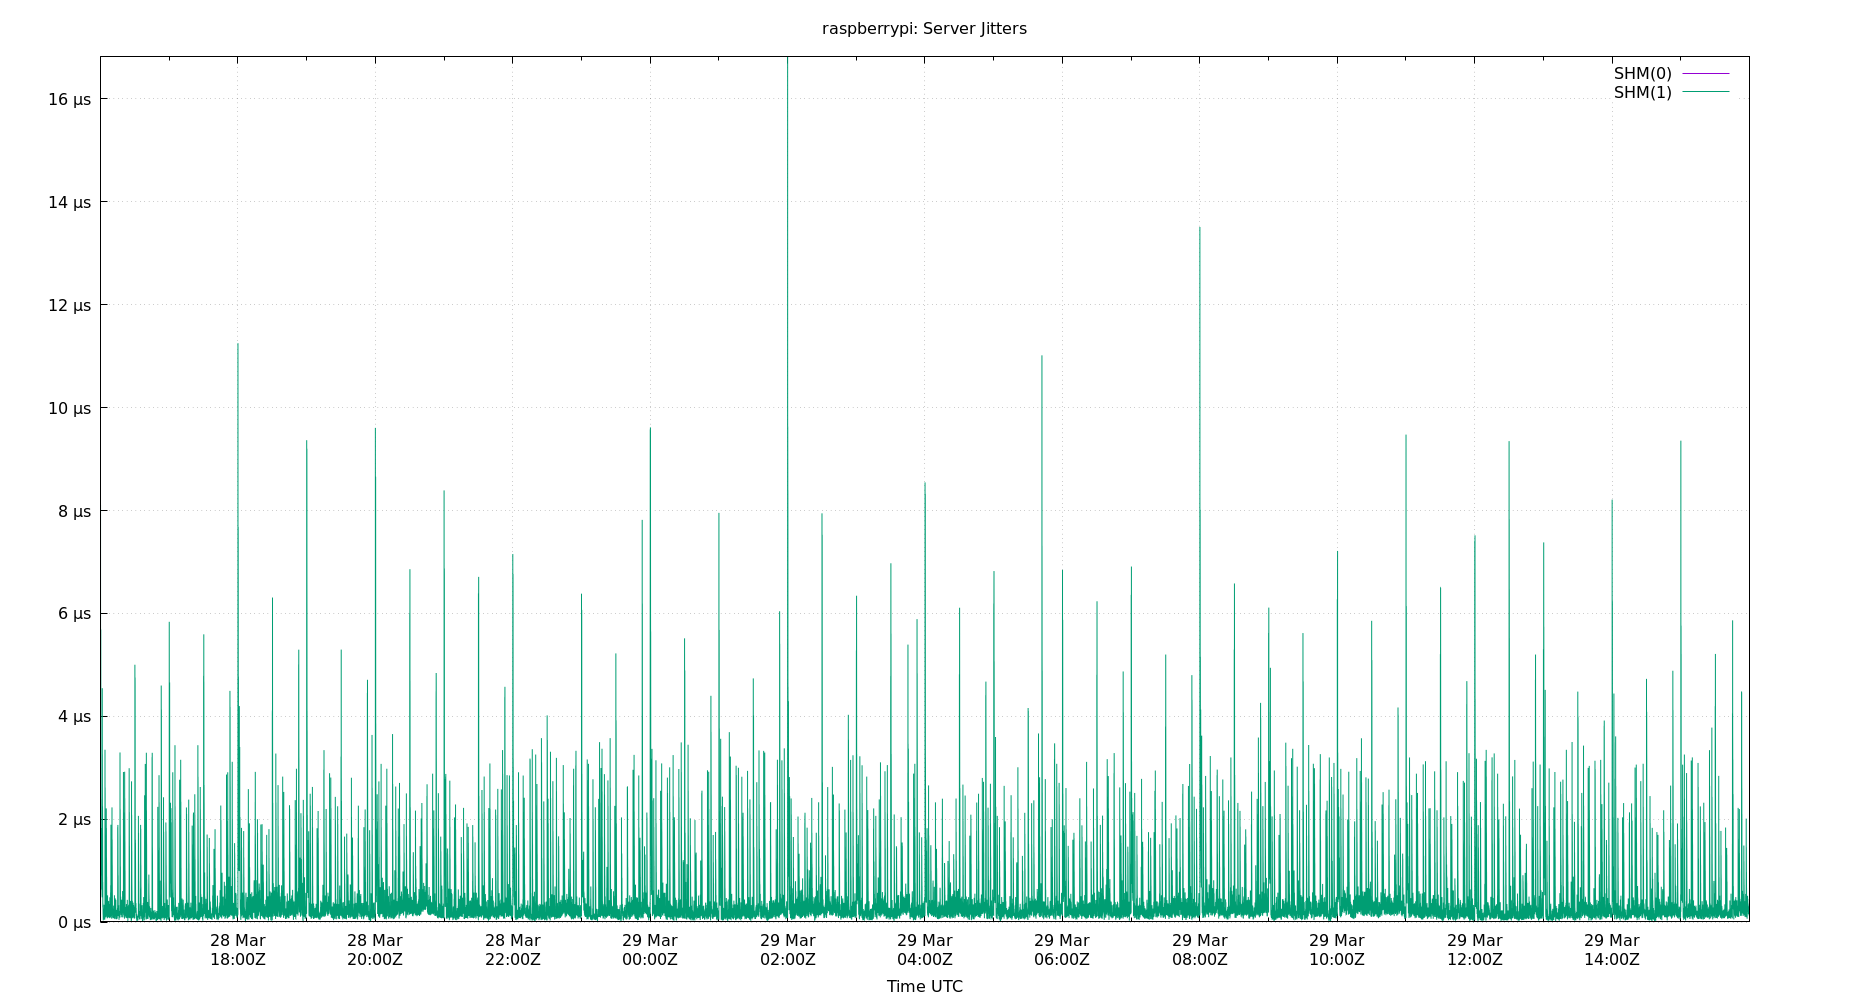 raspberrypi: Server Jitters
SHM(0)
SHM(1)
16 µs
14 µs
12 µs
10 µs
8 µs
6 µs
4 µs
2 µs
0 µs
28 Mar 28 Mar 28 Mar 29 Mar 29 Mar 29 Mar 29 Mar 29 Mar 29 Mar 29 Mar 29 Mar
18:00Z 20:00Z 22:00Z 00:00Z 02:00Z 04:00Z 06:00Z 08:00Z 10:00Z 12:00Z 14:00Z
Time UTC